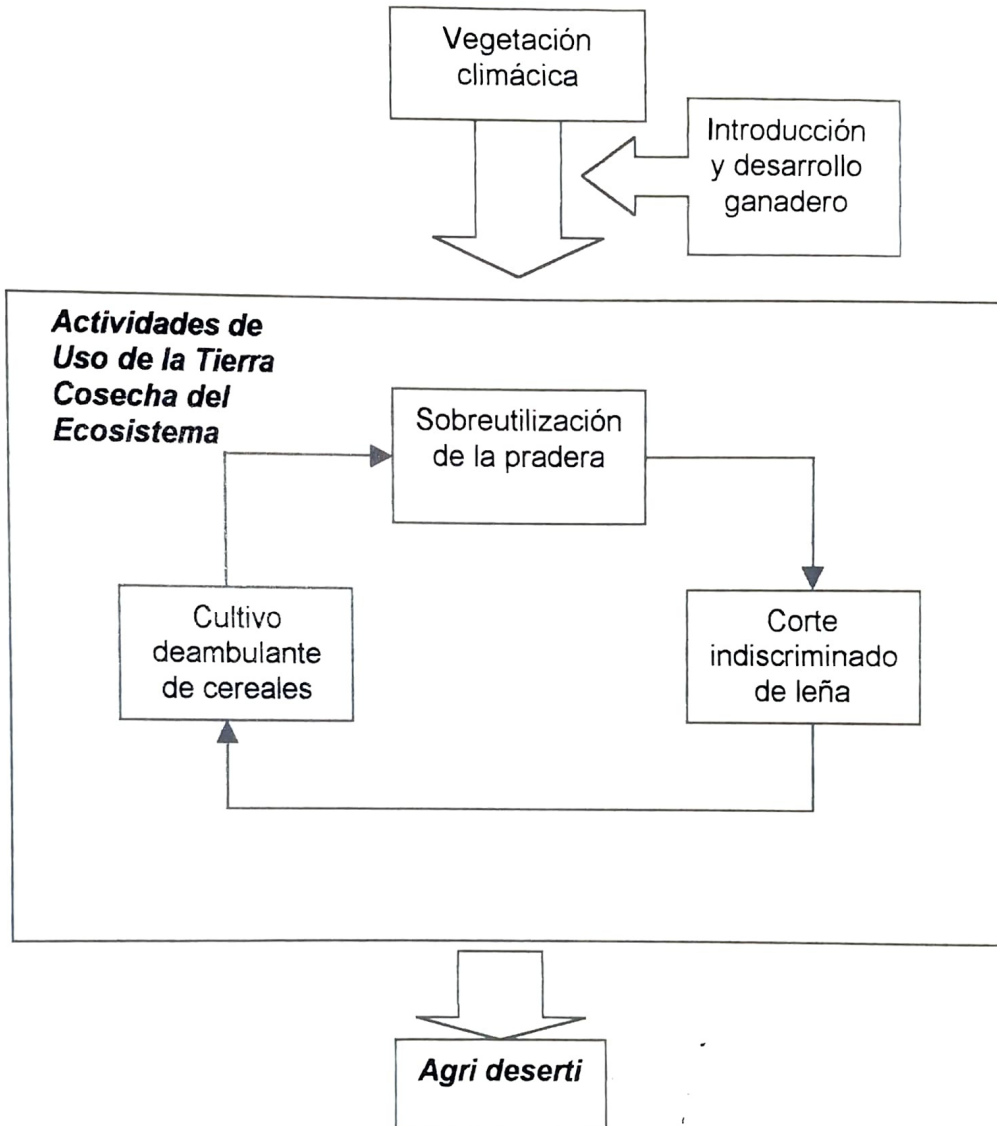 Vegetación
climácica
Introducción
y desarrollo
ganadero
Actividades de
Uso de la Tierra
Cosecha del
Ecosistema
Sobreutilización
de la pradera
Cultivo
deambulante
de cereales
Corte
indiscriminado
de leña
Agri deserti